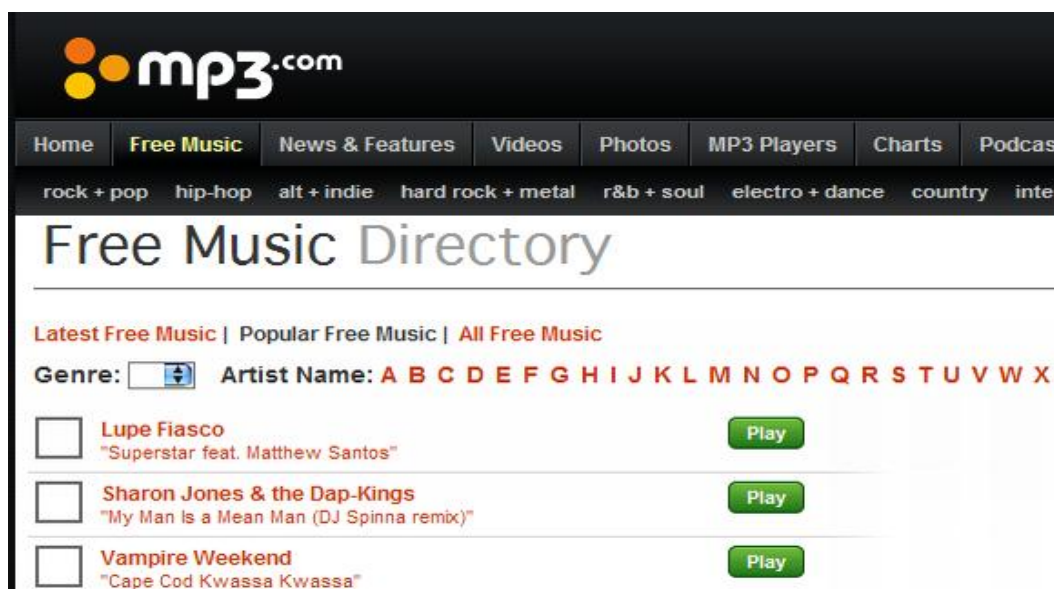 mp3.com
Home Free Music News & Features Videos Photos MP3 Players Charts Podcas
rock + pop hip-hop alt + indie hard rock + metal r&b + soul electro + dance country inte
Free Music Directory
Latest Free Music | Popular Free Music | All Free Music
Genre: Artist Name: A B C D E F G H I J K L M N O P Q R S T U V W X
Lupe Fiasco Play
"Superstar feat. Matthew Santos"
Sharon Jones & the Dap-Kings Play
"My Man Is a Mean Man (DJ Spinna remix)"
Vampire Weekend Play
"Cape Cod Kwassa Kwassa"